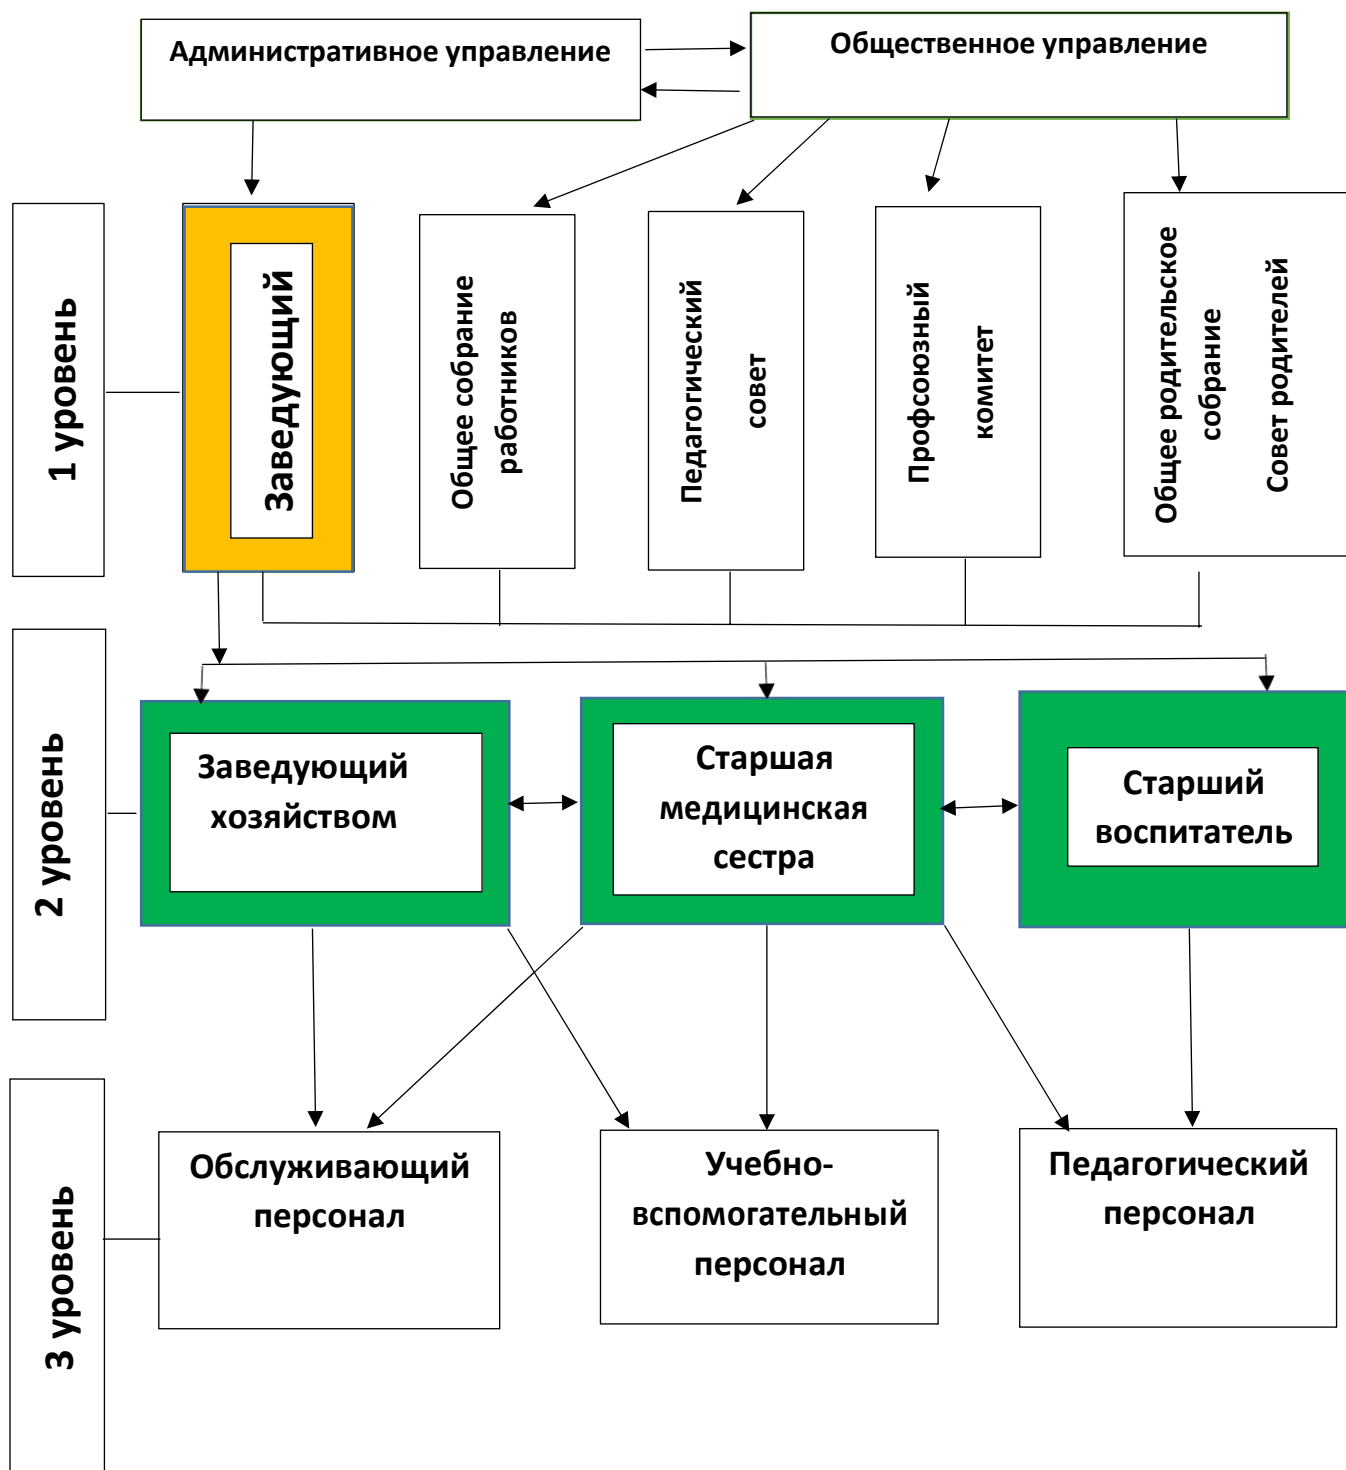 Административное управление
Общественное управление
1 уровень
Заведующий
Общее собрание
работников
Педагогический
совет
Профсоюзный
комитет
Общее родительское
собрание
Совет родителей
2 уровень
Заведующий
хозяйством
Старшая
медицинская
сестра
Старший
воспитатель
3 уровень
Обслуживающий
персонал
Учебно-
вспомогательный
персонал
Педагогический
персонал